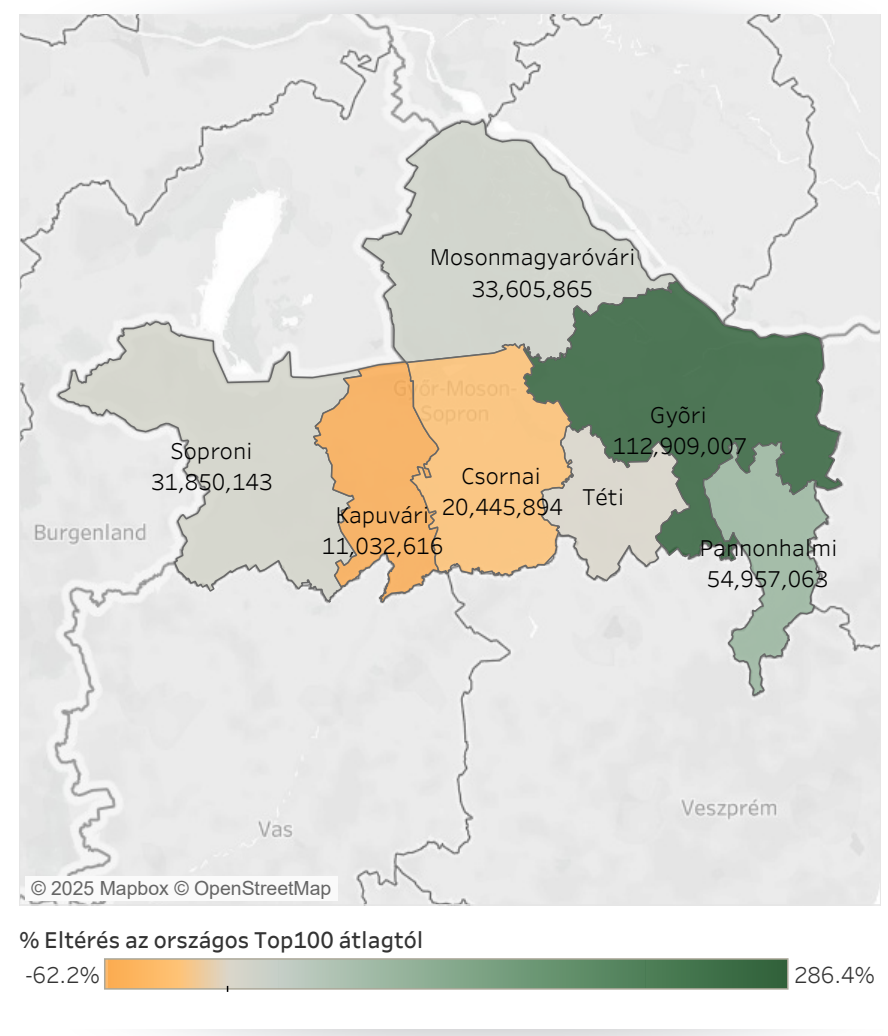 Mosonmagyaróvári
33,605,865
Győr-Moson-
Sopron
Győri
112,909,007
Soproni
31,850,143
Csornai
20,445,894
Téti
Kapuvári
11,032,616
Burgenland
Pannonhalmi
54,957,063
Veszprém
Vas
© 2025 Mapbox © OpenStreetMap
% Eltérés az országos Top100 átlagtól
-62.2%
286.4%